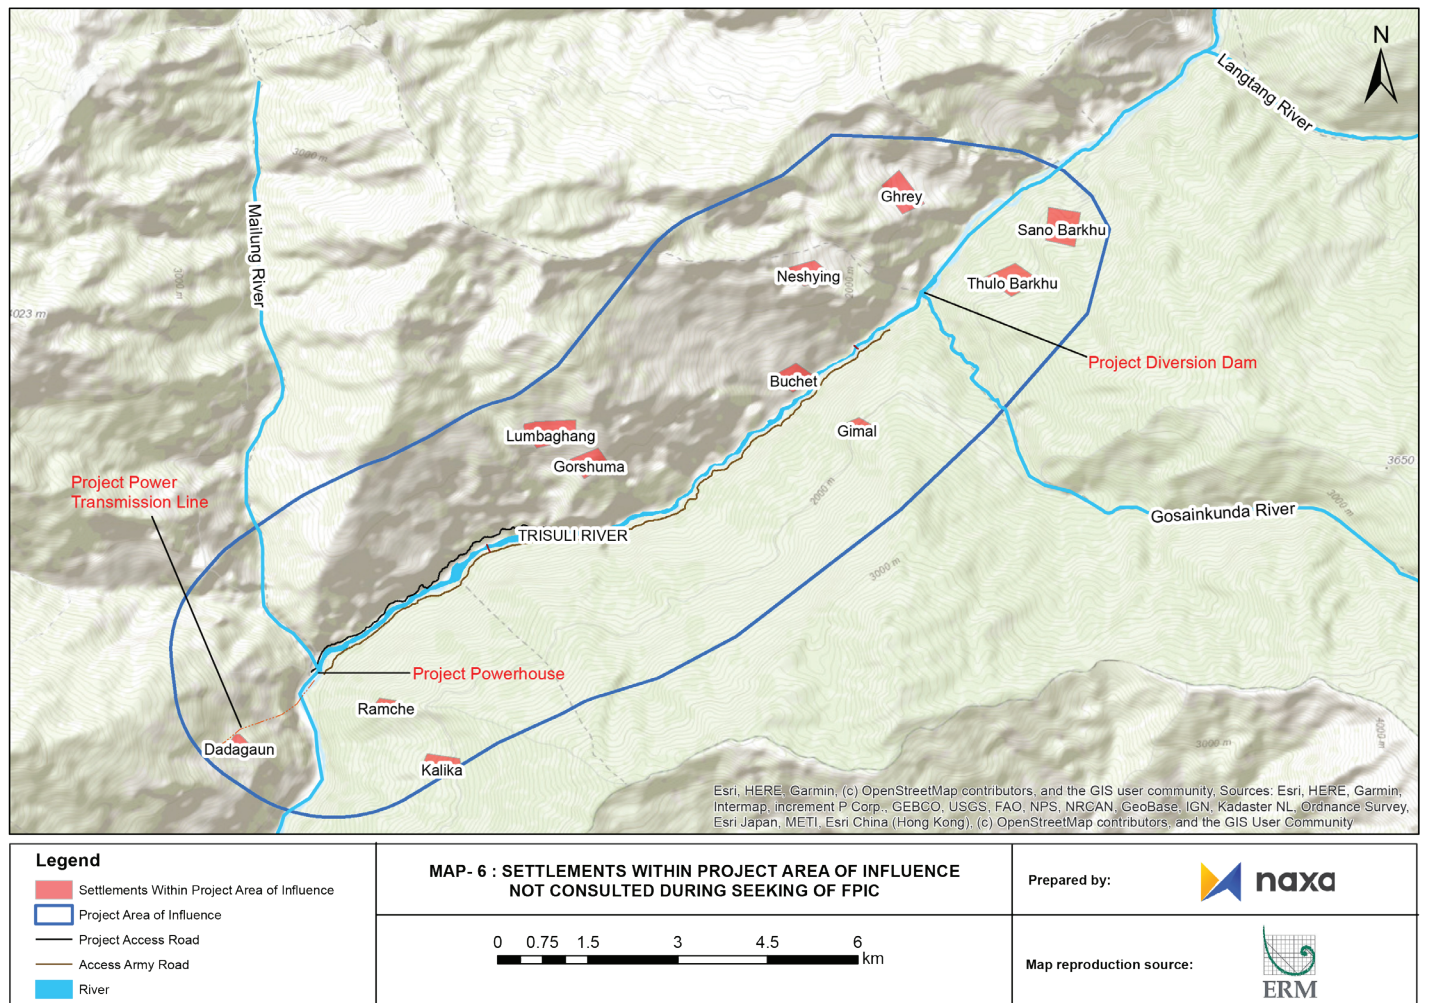 N
Langtang River
3000 m
Ghrey
Mailung River
Sano Barkhu
3000 m
Neshying
2000 m
Thulo Barkhu
4023 m
Project Diversion Dam
Buchet
Gimal
Lumbaghang
Gorshuma
3650
Project Power
Transmission Line
2000 m
3000 m
Gosainkunda River
TRISULI RIVER
3000 m
Project Powerhouse
Ramche
4000 m
3000 m
Dadagaun
Kalika
Esri, HERE, Garmin, (c) OpenStreetMap contributors, and the GIS user community, Sources: Esri, HERE, Garmin,
Intermap, increment P Corp., GEBCO, USGS, FAO, NPS, NRCAN, GeoBase, IGN, Kadaster NL, Ordnance Survey,
Esri Japan, METI, Esri China (Hong Kong), (c) OpenStreetMap contributors, and the GIS User Community
Legend
Settlements Within Project Area of Influence
Project Area of Influence
Project Access Road
Access Army Road
River
MAP- 6 : SETTLEMENTS WITHIN PROJECT AREA OF INFLUENCE
NOT CONSULTED DURING SEEKING OF FPIC
0 0.75 1.5 3 4.5 6
km
Prepared by:
naxa
Map reproduction source:
ERM